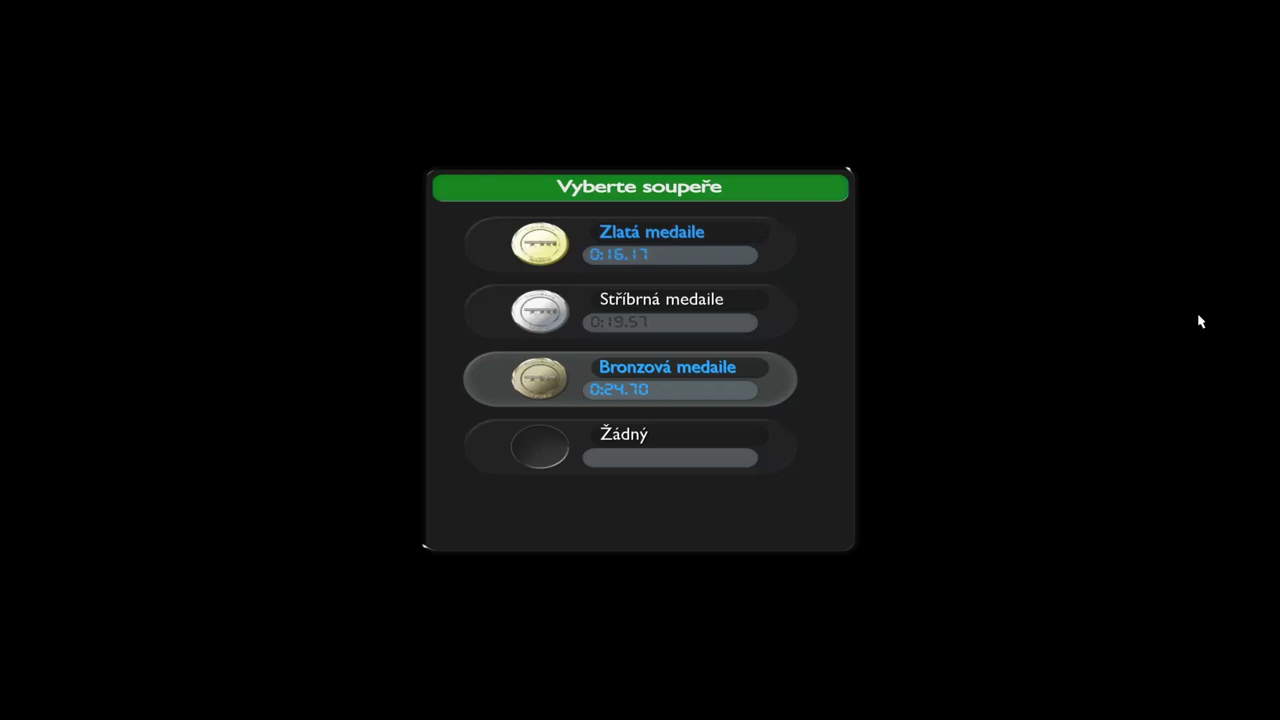 Vyberte soupeře
Zlatá medaile
0:16.17
Stříbrná medaile
0:19.57
Bronzová medaile
0:24.70
Žádný